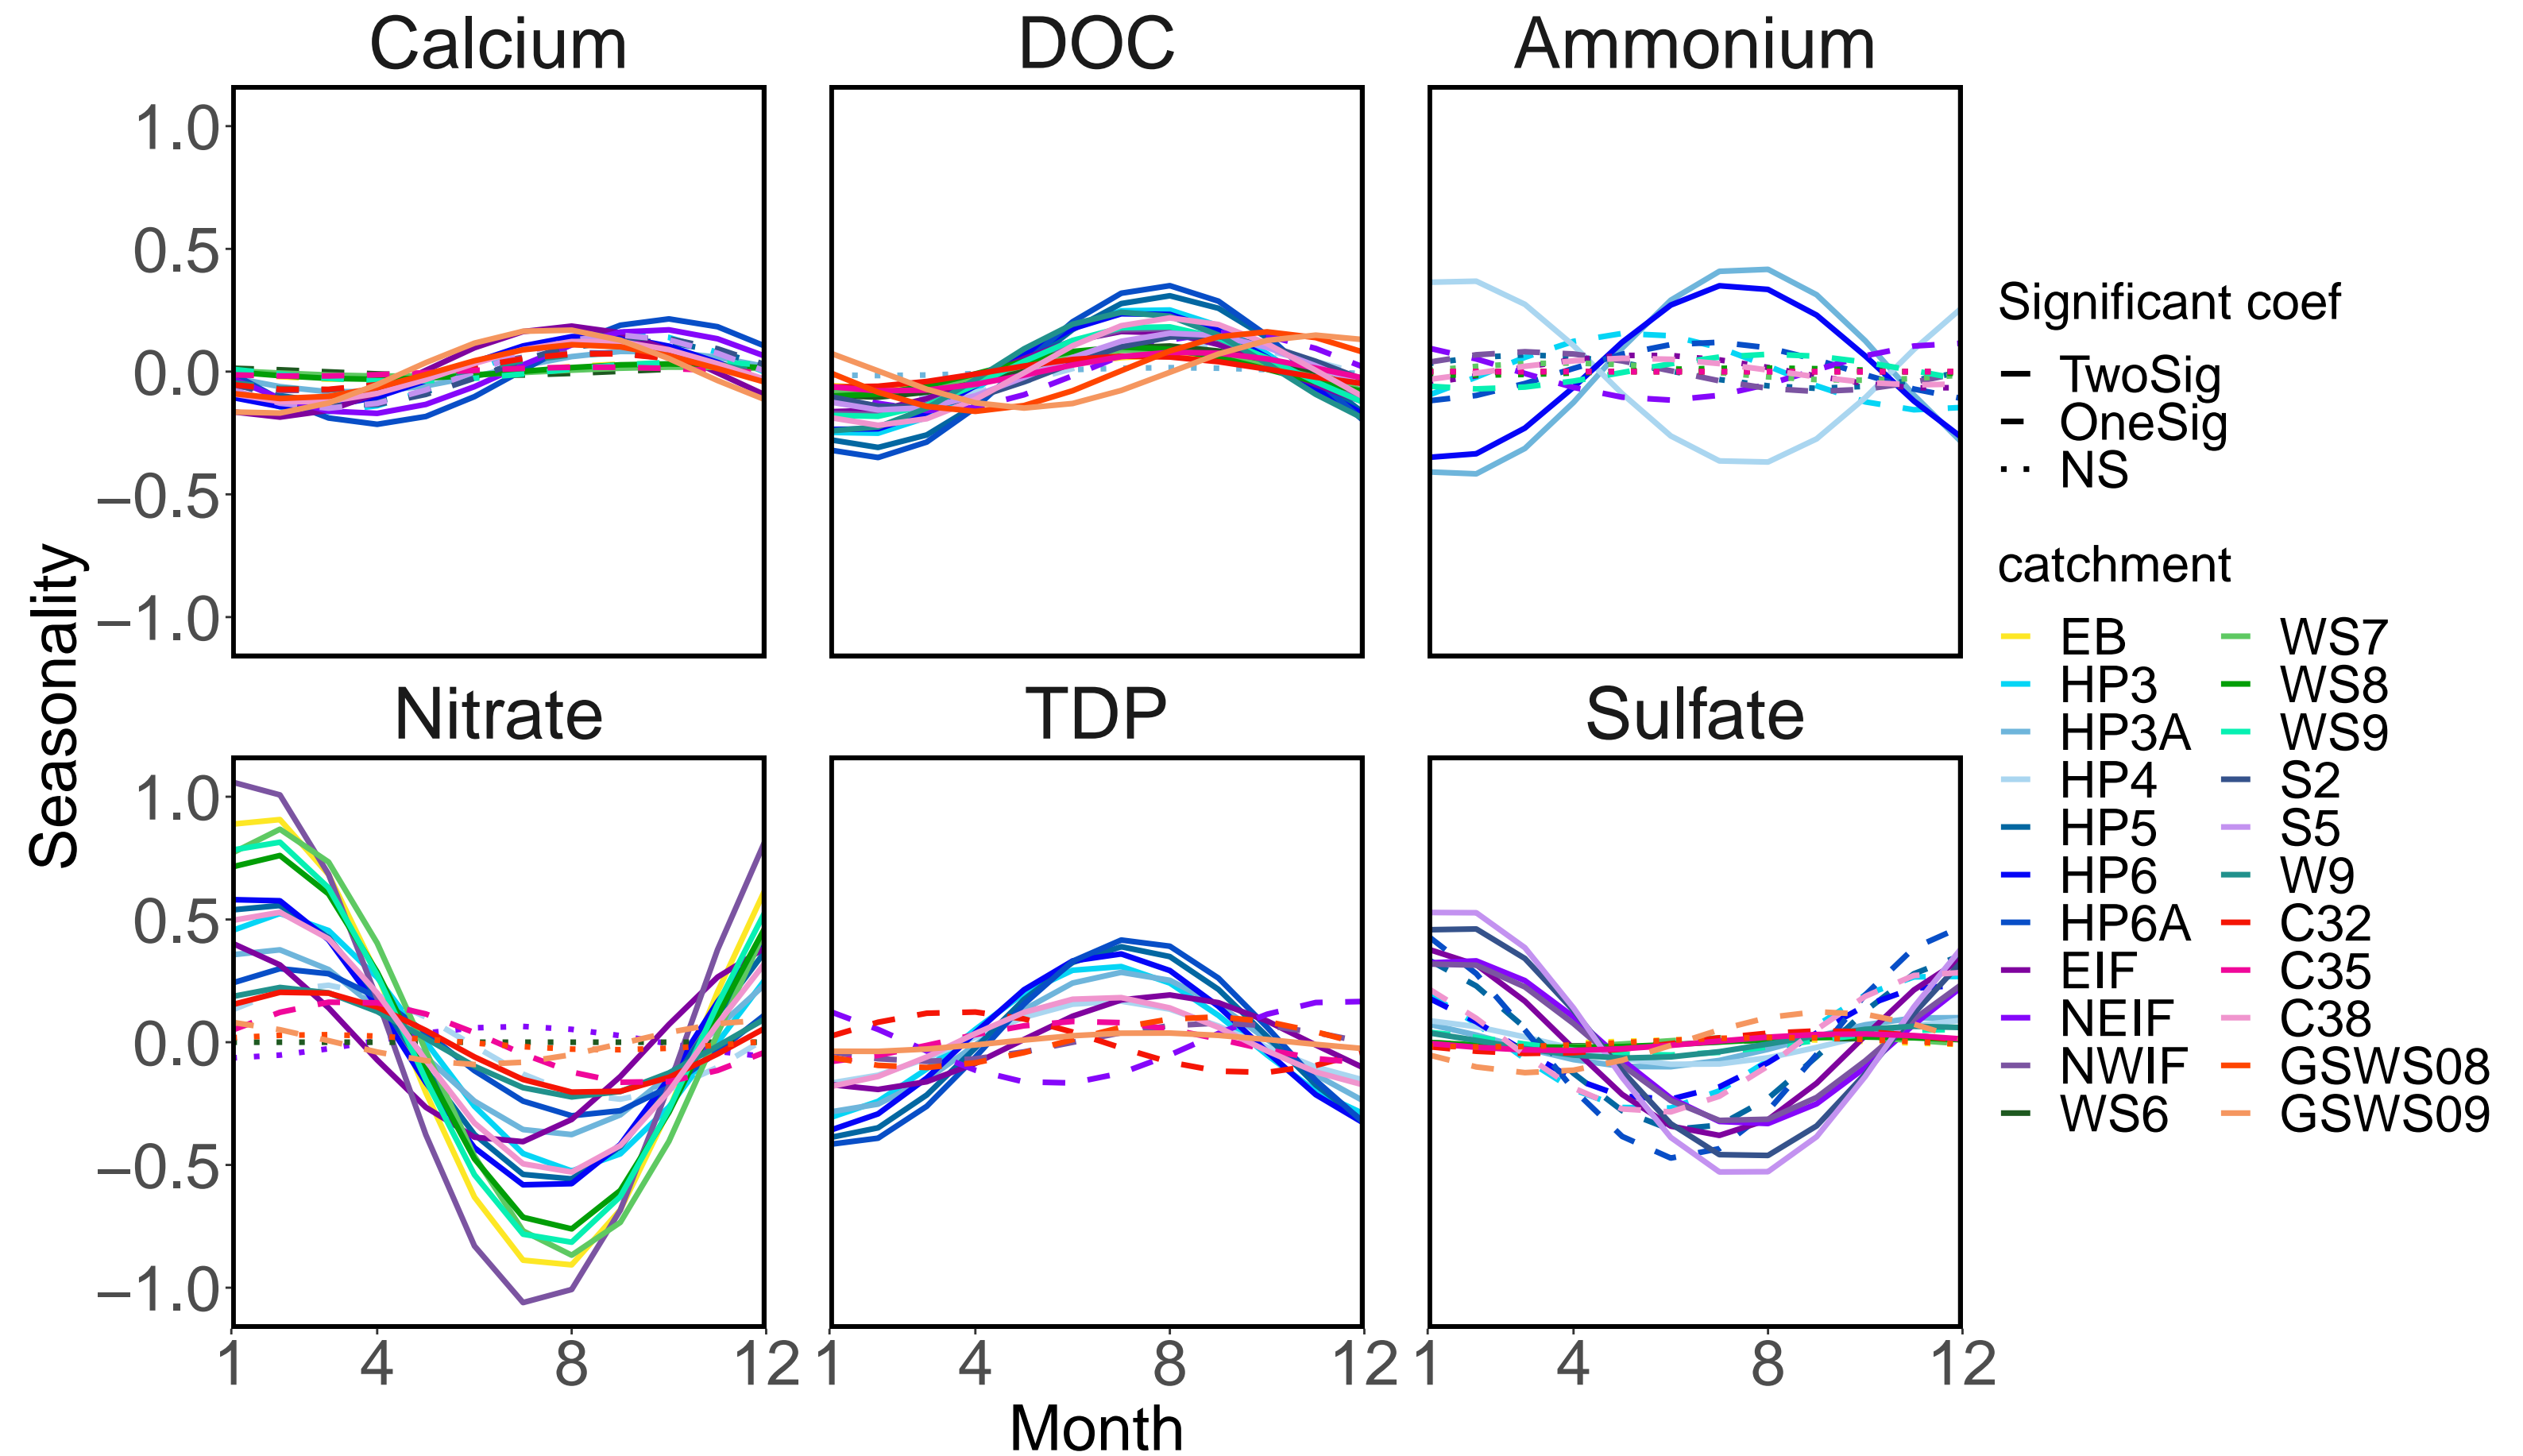 Calcium DOC Ammonium
1.0
0.5
0.0
−0.5
−1.0
Seasonality
Nitrate TDP Sulfate
1.0
0.5
0.0
−0.5
−1.0
1 4 8 12 1 4 8 12 1 4 8 12
Month
Significant coef
TwoSig
OneSig
NS
catchment
EB WS7
HP3 WS8
HP3A WS9
HP4 S2
HP5 S5
HP6 W9
HP6A C32
EIF C35
NEIF C38
NWIF GSWS08
WS6 GSWS09